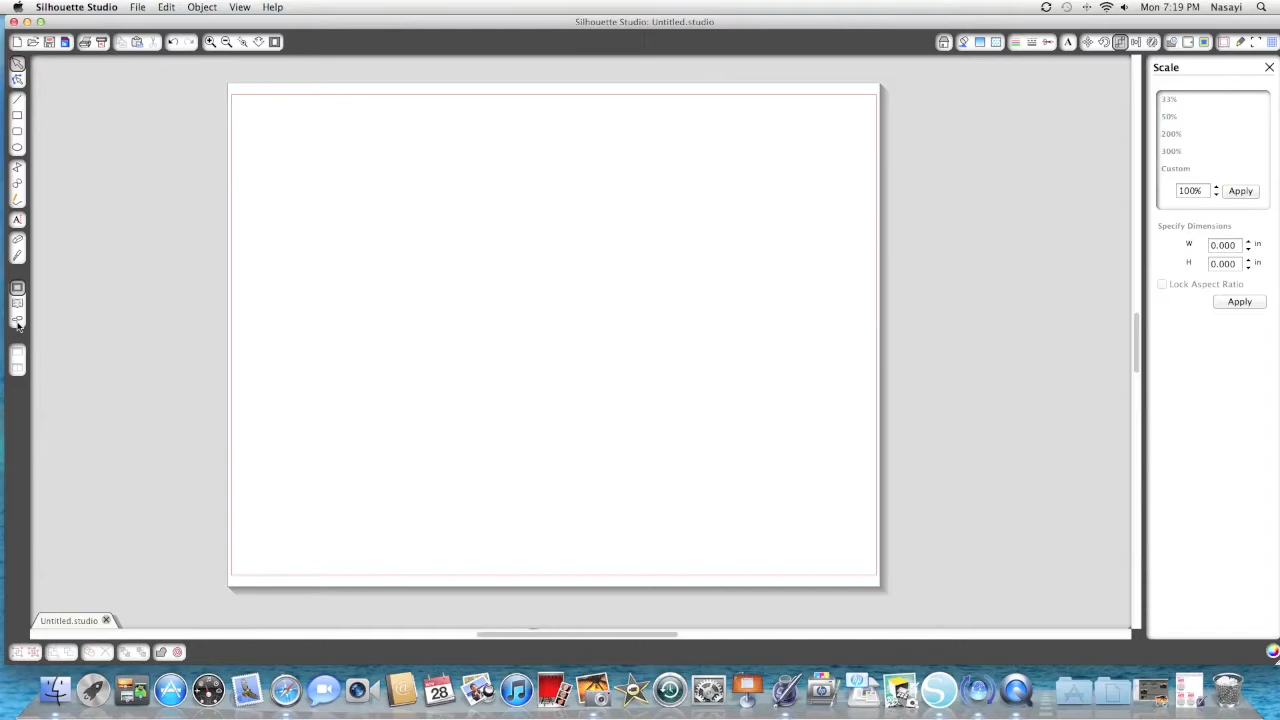 Silhouette Studio File Edit Object View Help Mon 7:19 PM Nasayi
Silhouette Studio: Untitled.studio
A
A
Scale
33%
50%
200%
300%
Custom
100% Apply
Specify Dimensions
W 0.000 in
H 0.000 in
Lock Aspect Ratio
Apply
Untitled.studio
28